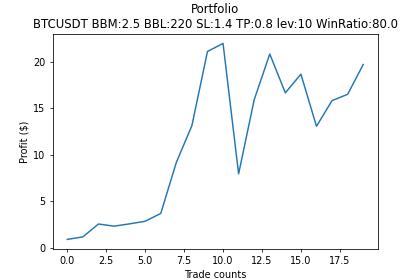 Portfolio
BTCUSDT BBM:2.5 BBL:220 SL:1.4 TP:0.8 lev:10 WinRatio:80.0
20
15
10
5
0
Profit ($)
0.0 2.5 5.0 7.5 10.0 12.5 15.0 17.5
Trade counts